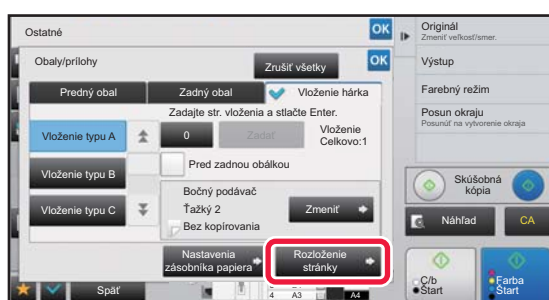 Ostatné
OK
Obaly/prílohy
Zrušiť všetky
OK
Predný obal
Zadný obal
Vloženie hárka
Zadajte str. vloženia a stlačte Enter.
Vloženie typu A
0
Zadať
Vloženie
Celkovo:1
Vloženie typu B
Pred zadnou obálkou
Vloženie typu C
Bočný podávač
Ťažký 2
Bez kopírovania
Zmeniť
Nastavenia
zásobníka papiera
Rozloženie
stránky
Späť
4
A3
A4
Originál
Zmeniť veľkosť/smer.
Výstup
Farebný režim
Posun okraju
Posunúť na vytvorenie okraja
Skúšobná
kópia
Náhľad
CA
Č/b
Štart
Farba
Štart